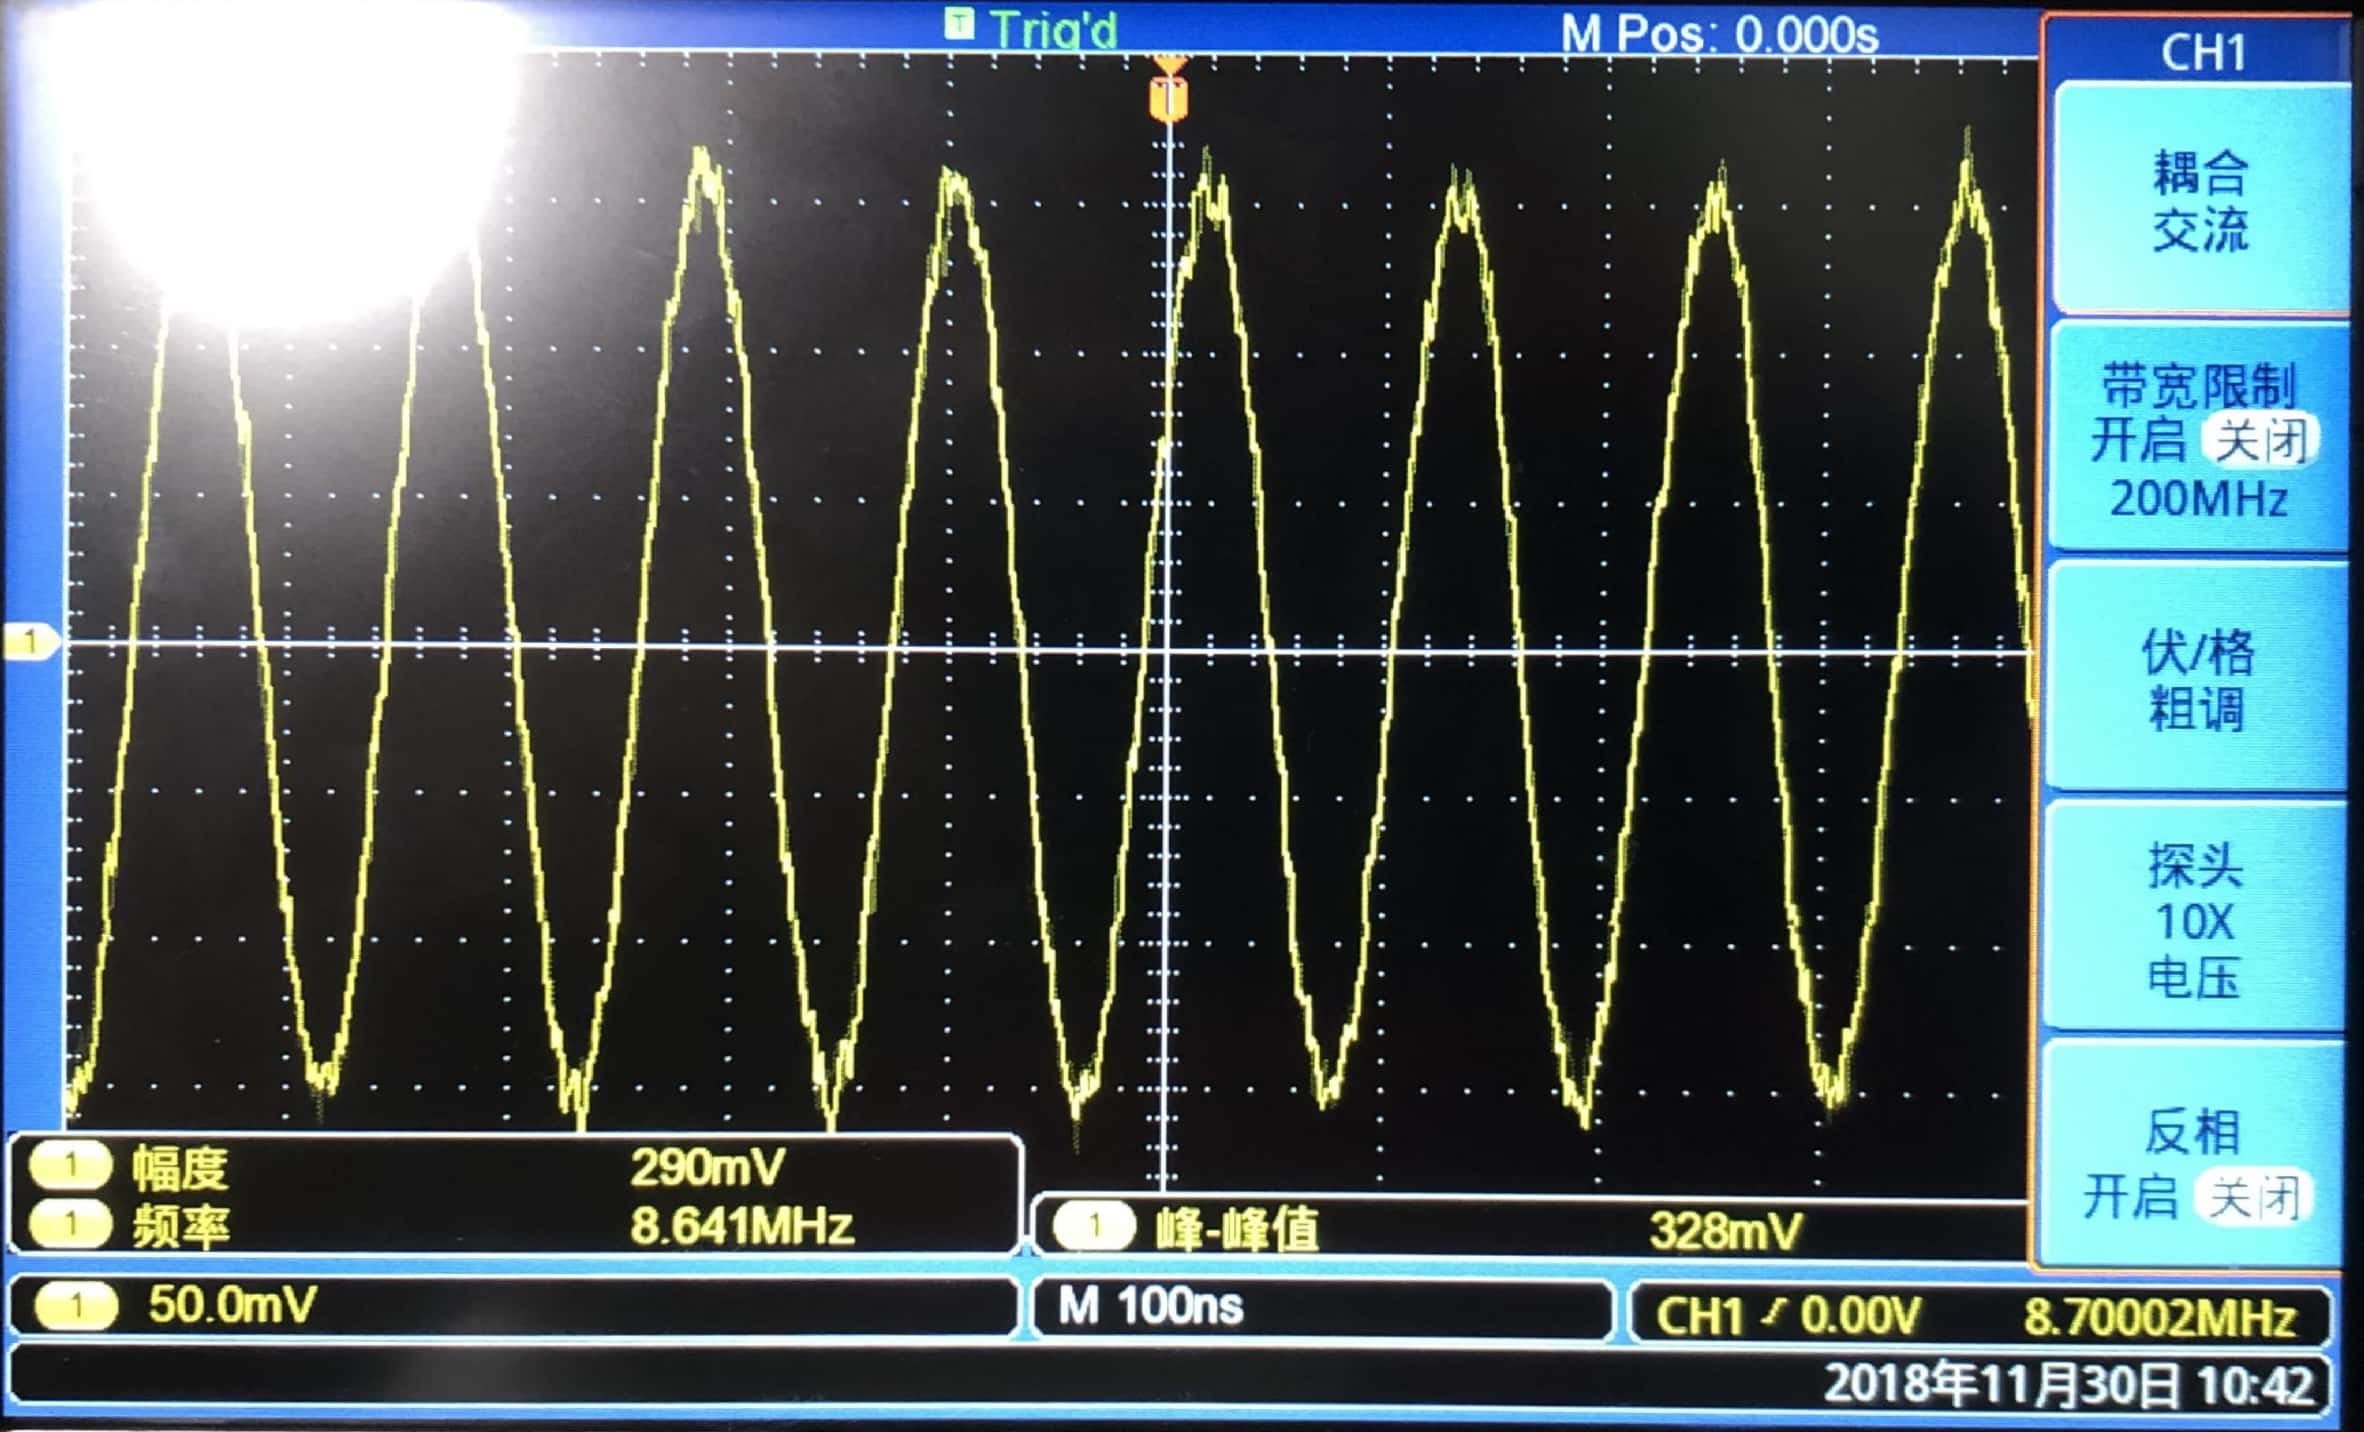 T Trig'd
M Pos: 0.000s
CH1
耦合
交流
带宽限制
开启 关闭
200MHz
伏/格
粗调
探头
10X
电压
反相
开启 关闭
T
1
1 幅度 290mV
1 频率 8.641MHz
1 峰-峰值 328mV
1 50.0mV
M 100ns
CH1 0.00V 8.70002MHz
2018年11月30日 10:42